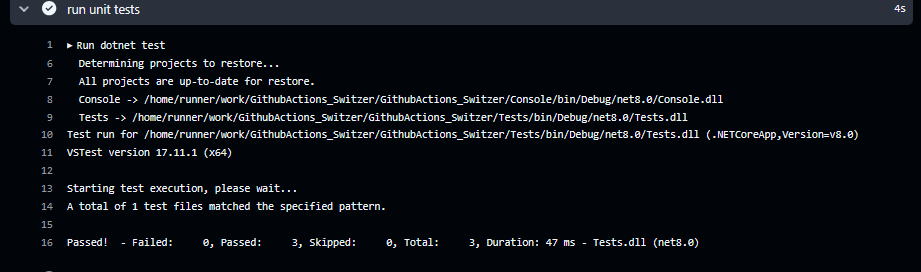 run unit tests 4s
1 Run dotnet test
6 Determining projects to restore...
7 All projects are up-to-date for restore.
8 Console -> /home/runner/work/GithubActions_Switzer/GithubActions_Switzer/Console/bin/Debug/net8.0/Console.dll
9 Tests -> /home/runner/work/GithubActions_Switzer/GithubActions_Switzer/Tests/bin/Debug/net8.0/Tests.dll
10 Test run for /home/runner/work/GithubActions_Switzer/GithubActions_Switzer/Tests/bin/Debug/net8.0/Tests.dll (.NETCoreApp,Version=v8.0)
11 VSTest version 17.11.1 (x64)
12
13 Starting test execution, please wait...
14 A total of 1 test files matched the specified pattern.
15
16 Passed!  - Failed:     0, Passed:     3, Skipped:     0, Total:     3, Duration: 47 ms - Tests.dll (net8.0)